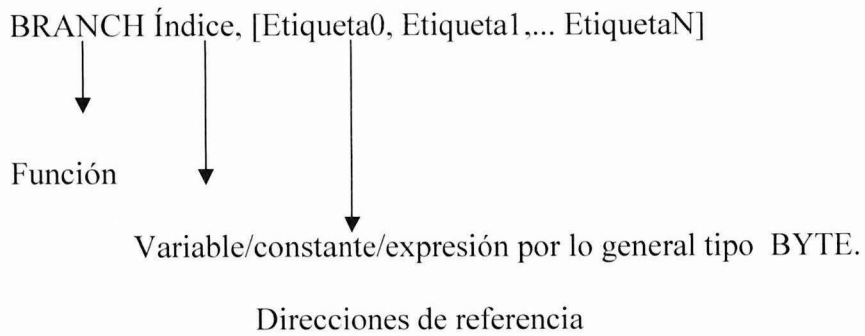 BRANCH Índice, [Etiqueta0, Etiqueta1,... EtiquetaN]
Función
Variable/constante/expresión por lo general tipo BYTE.
Direcciones de referencia